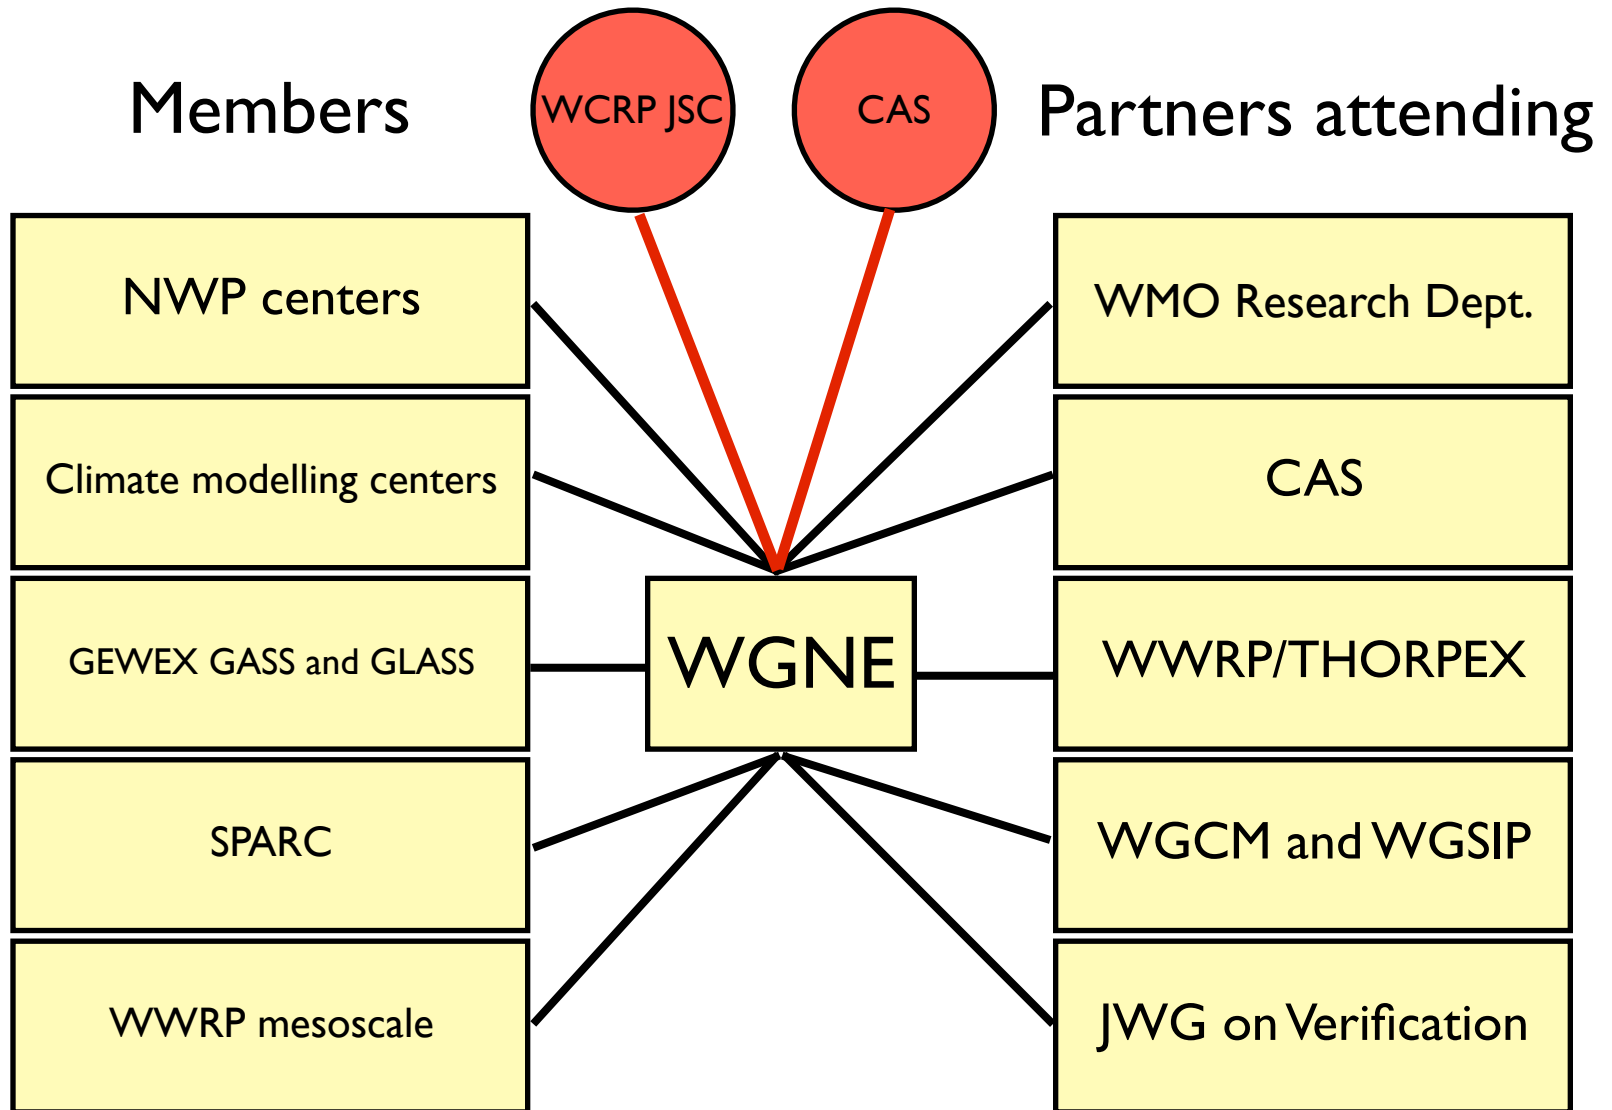 Members
WCRP JSC
CAS
Partners attending
NWP centers
WMO Research Dept.
Climate modelling centers
CAS
GEWEX GASS and GLASS
WGNE
WWRP/THORPEX
SPARC
WGCM and WGSIP
WWRP mesoscale
JWG on Verification